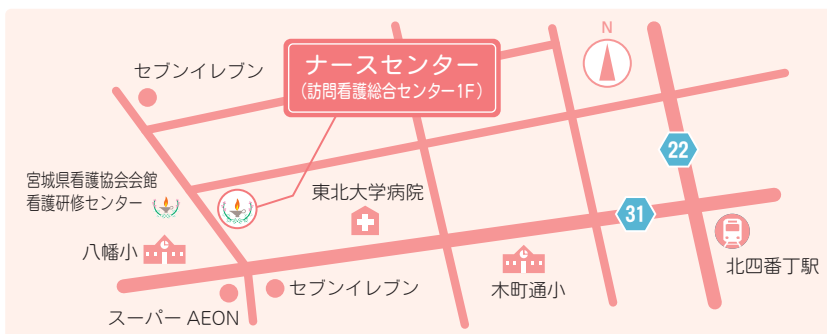 N
セブンイレブン
ナースセンター
(訪問看護総合センター1F)
22
宮城県看護協会会館
看護研修センター
東北大学病院
31
八幡小
北四番丁駅
セブンイレブン
木町通小
スーパー AEON